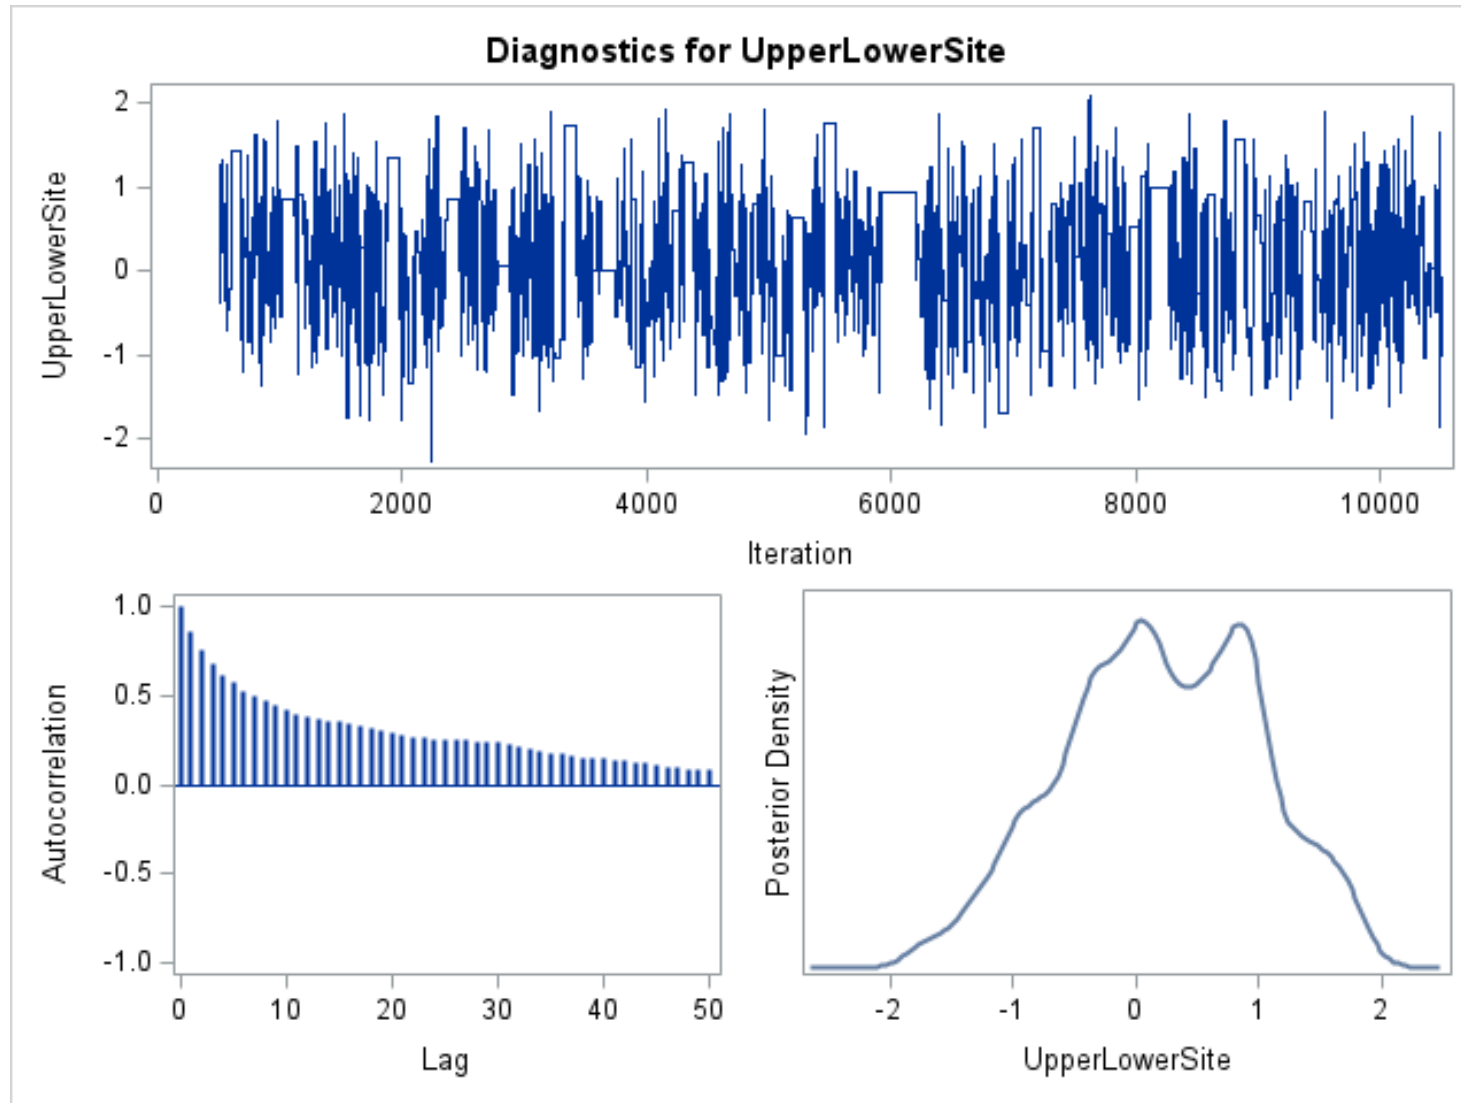 Diagnostics for UpperLowerSite
UpperLowerSite
2
1
0
-1
-2
0 2000 4000 6000 8000 10000
Iteration
Autocorrelation
1.0
0.5
0.0
-0.5
-1.0
0 10 20 30 40 50
Lag
Posterior Density
-2 -1 0 1 2
UpperLowerSite